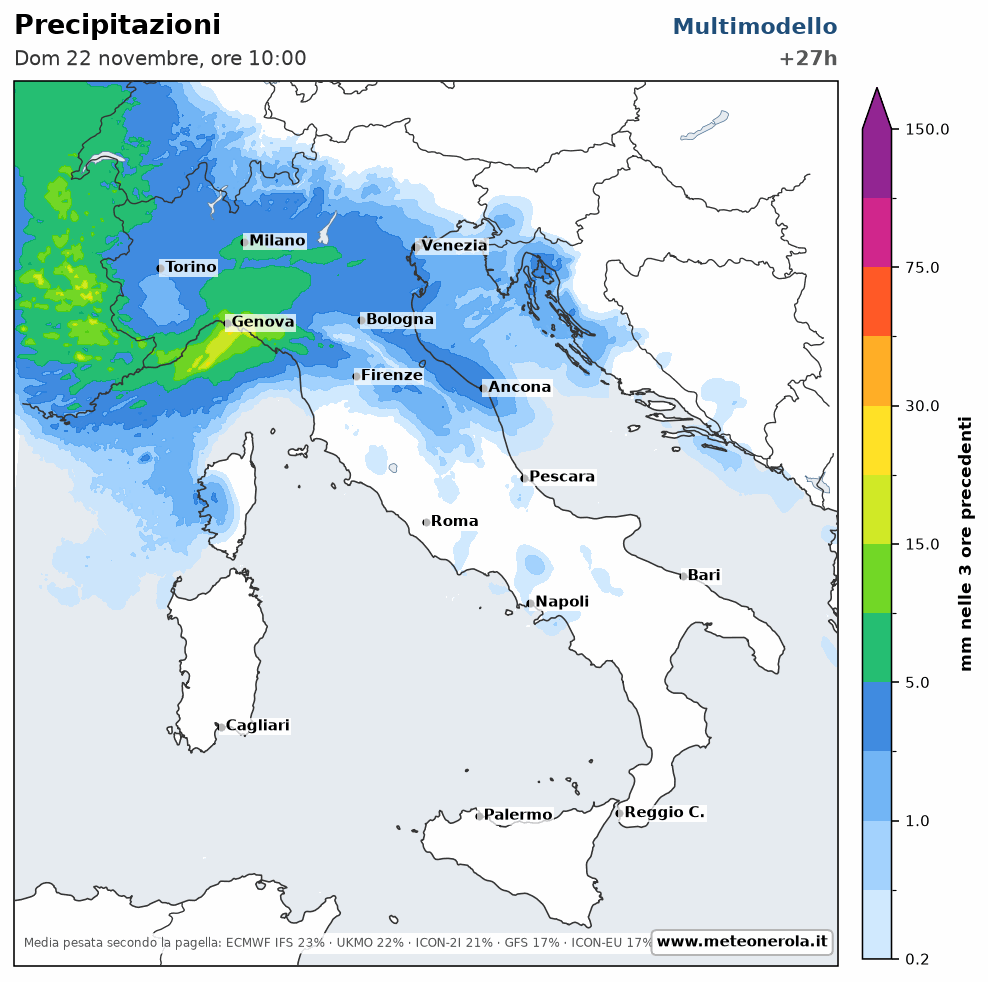 Precipitazioni
Multimodello
Dom 22 novembre, ore 10:00
+27h
150.0
75.0
30.0
15.0
5.0
1.0
0.2
mm nelle 3 ore precedenti
Milano
Venezia
Torino
Genova
Bologna
Firenze
Ancona
Pescara
Roma
Bari
Napoli
Cagliari
Palermo
Reggio C.
Media pesata secondo la pagella: ECMWF IFS 23% · UKMO 22% · ICON-2I 21% · GFS 17% · ICON-EU 17%
www.meteonerola.it